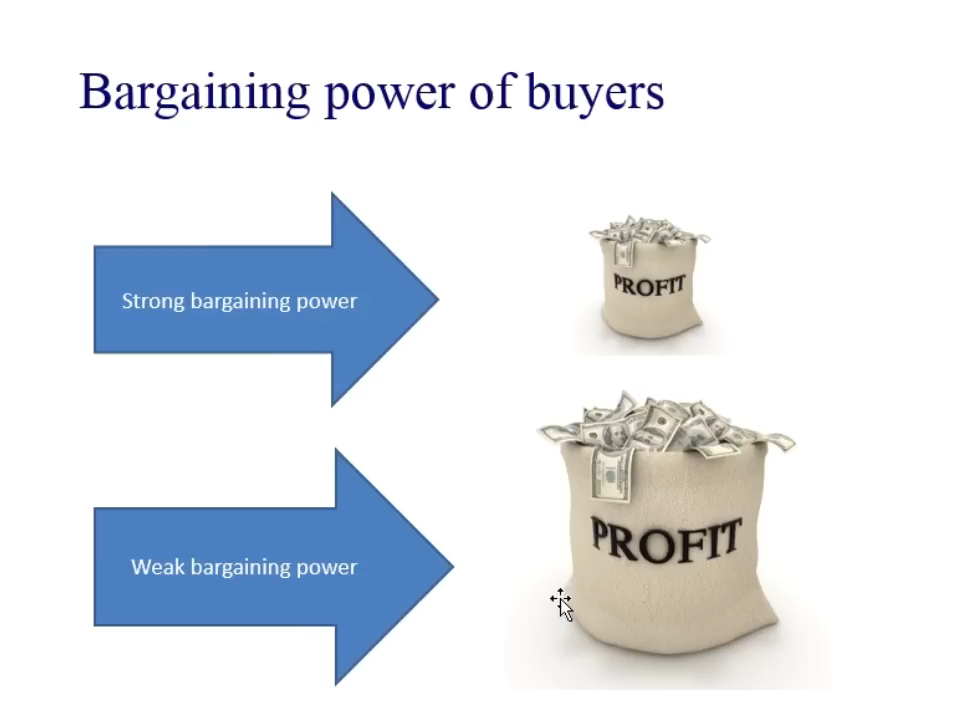 Bargaining power of buyers
Strong bargaining power
PROFIT
Weak bargaining power
PROFIT